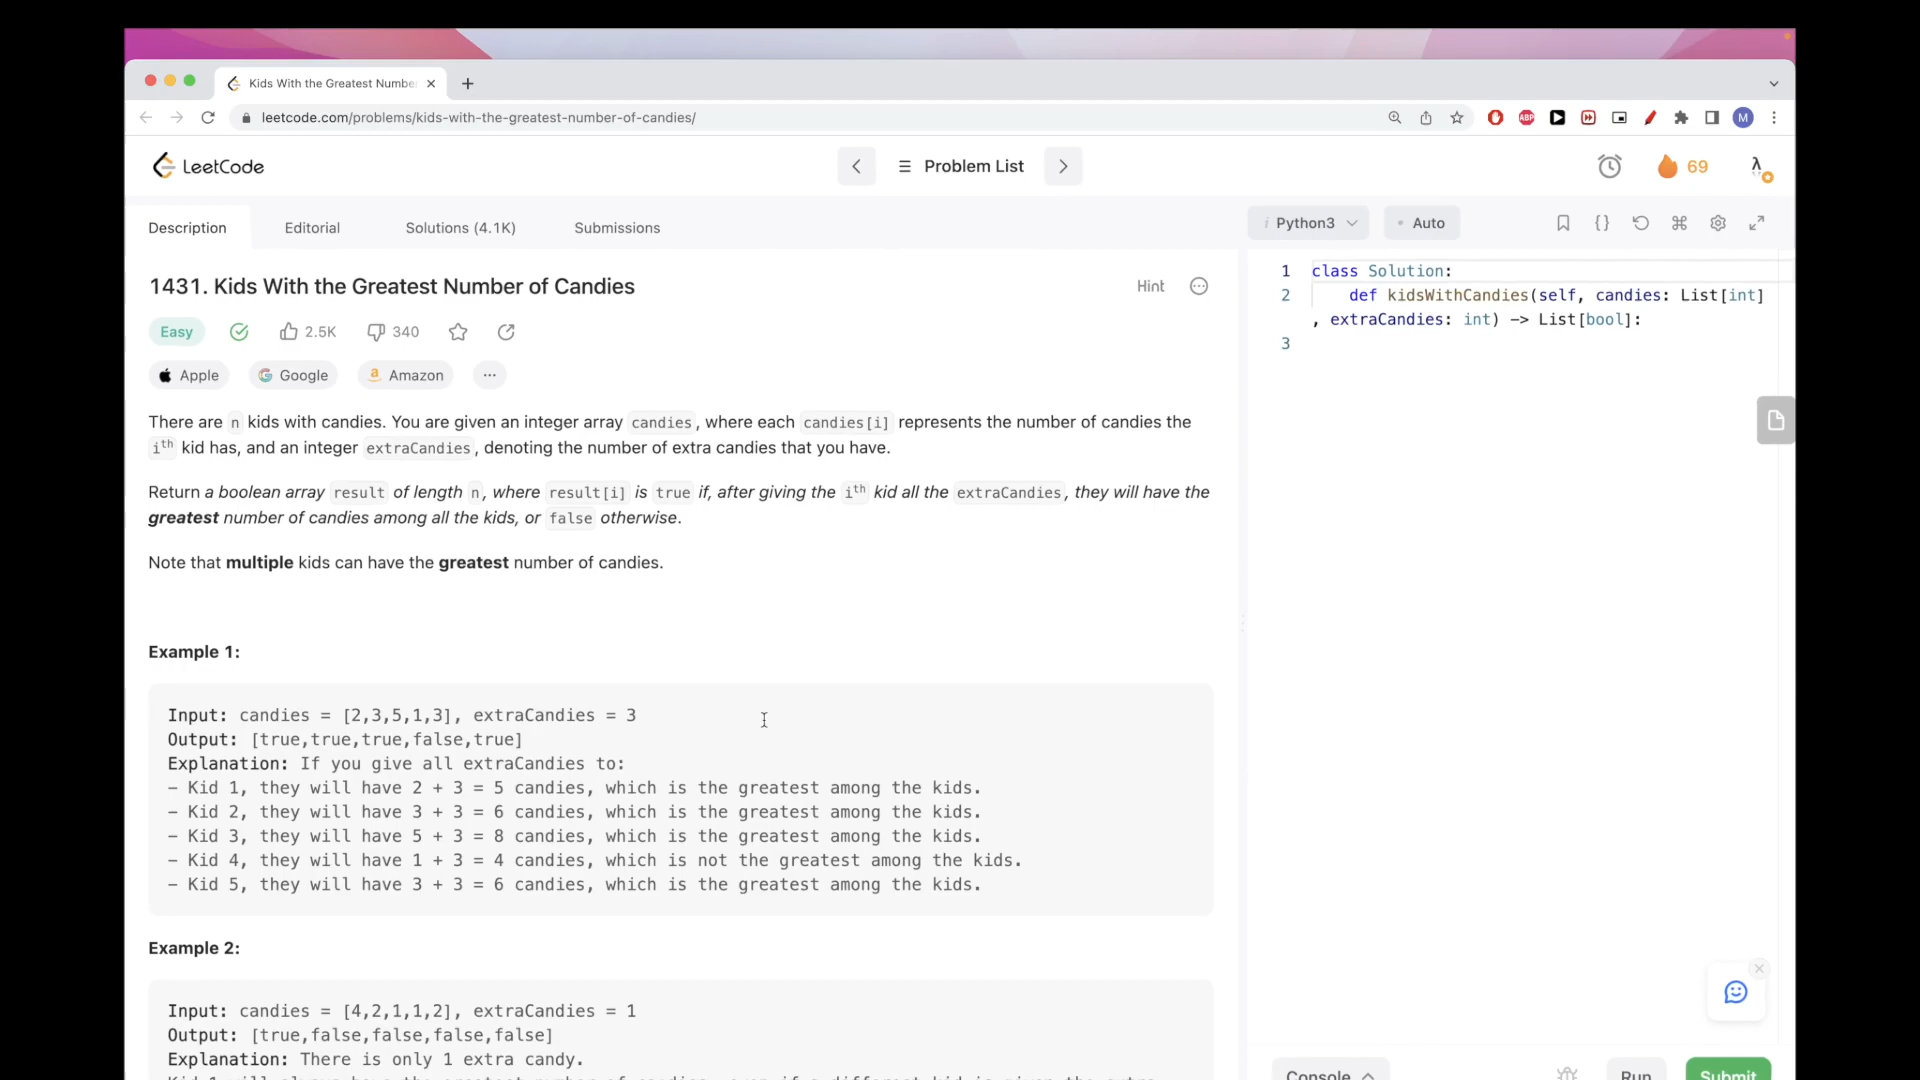 Kids With the Greatest Numbe
leetcode.com/problems/kids-with-the-greatest-number-of-candies/
ABP
M
LeetCode
Problem List
69
Description Editorial Solutions (4.1K) Submissions
i Python3 • Auto
1431. Kids With the Greatest Number of Candies
Hint
Easy 2.5K 340
Apple Google Amazon ...
There are n kids with candies. You are given an integer array candies, where each candies[i] represents the number of candies the
ith kid has, and an integer extraCandies, denoting the number of extra candies that you have.
Return a boolean array result of length n, where result[i] is true if, after giving the ith kid all the extraCandies, they will have the
greatest number of candies among all the kids, or false otherwise.
Note that multiple kids can have the greatest number of candies.
Example 1:
Input: candies = [2,3,5,1,3], extraCandies = 3
Output: [true,true,true,false,true]
Explanation: If you give all extraCandies to:
- Kid 1, they will have 2 + 3 = 5 candies, which is the greatest among the kids.
- Kid 2, they will have 3 + 3 = 6 candies, which is the greatest among the kids.
- Kid 3, they will have 5 + 3 = 8 candies, which is the greatest among the kids.
- Kid 4, they will have 1 + 3 = 4 candies, which is not the greatest among the kids.
- Kid 5, they will have 3 + 3 = 6 candies, which is the greatest among the kids.
Example 2:
Input: candies = [4,2,1,1,2], extraCandies = 1
Output: [true,false,false,false,false]
Explanation: There is only 1 extra candy.
1 class Solution:
2 def kidsWithCandies(self, candies: List[int]
, extraCandies: int) -> List[bool]:
3
Console Run Submit